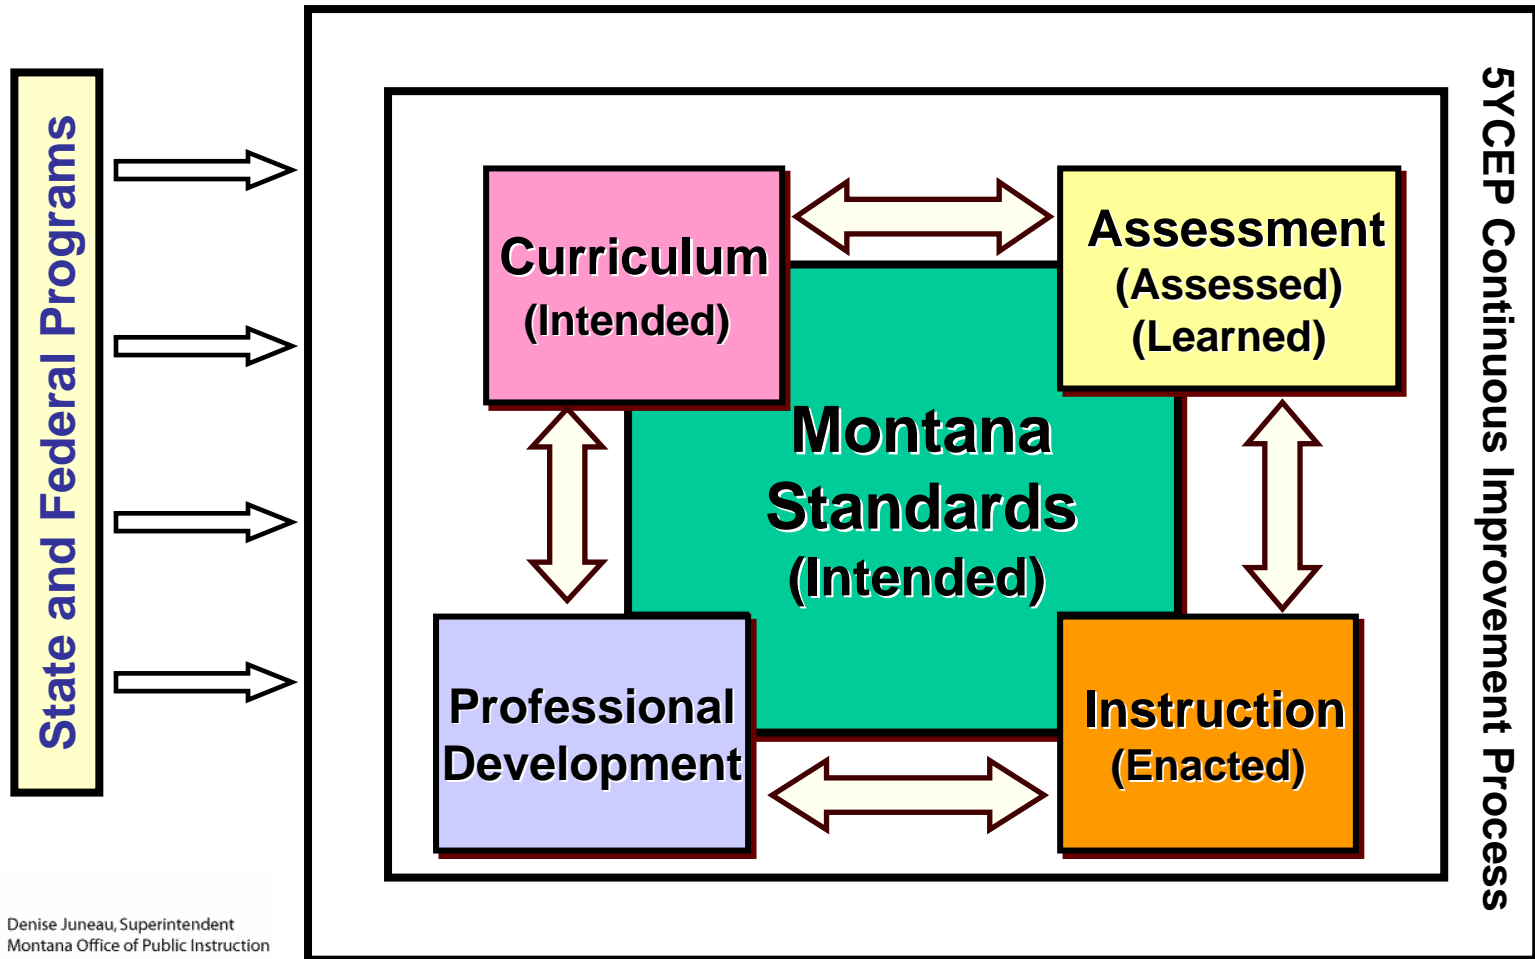 State and Federal Programs
Curriculum
(Intended)
Assessment
(Assessed)
(Learned)
Montana
Standards
(Intended)
Professional
Development
Instruction
(Enacted)
5YCEP Continuous Improvement Process
Denise Juneau, Superintendent
Montana Office of Public Instruction